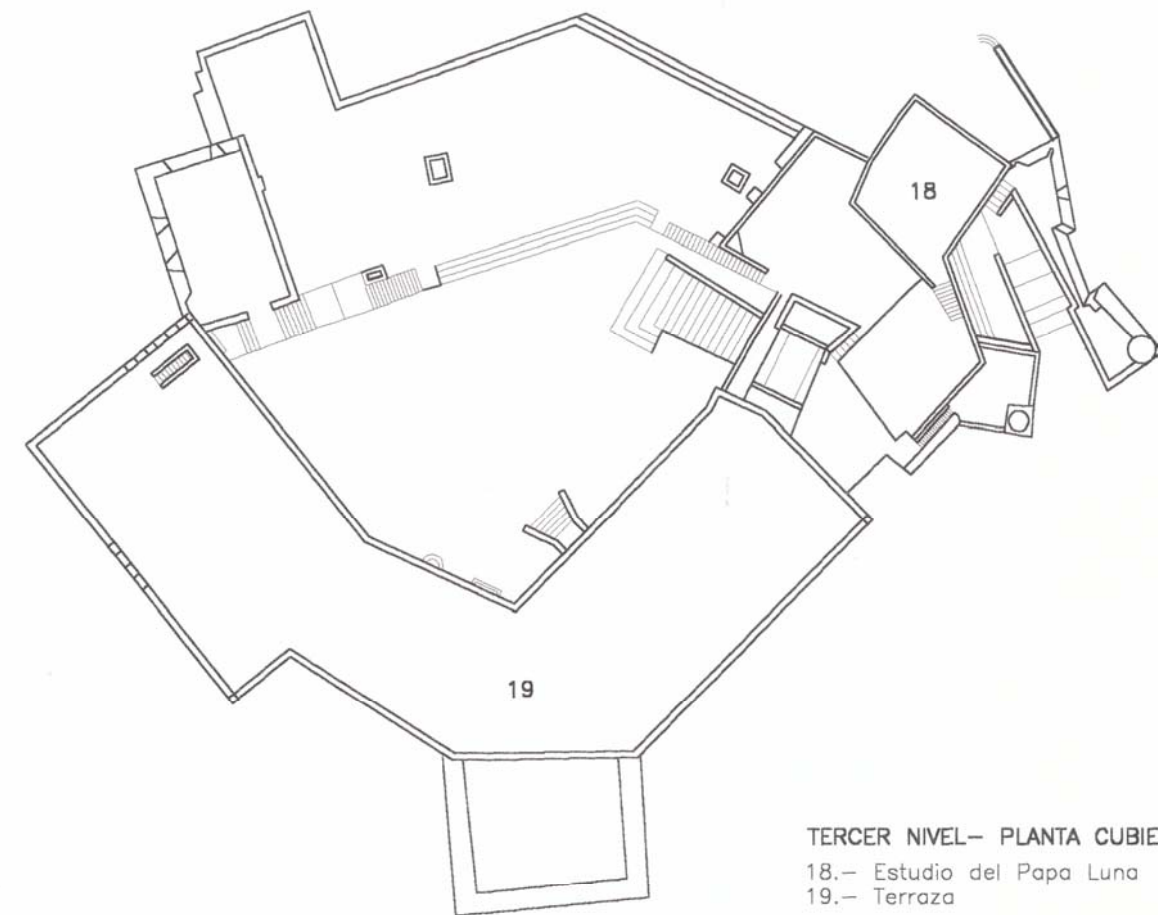 18
19
TERCER NIVEL– PLANTA CUBIE
18.– Estudio del Papa Luna
19.– Terraza